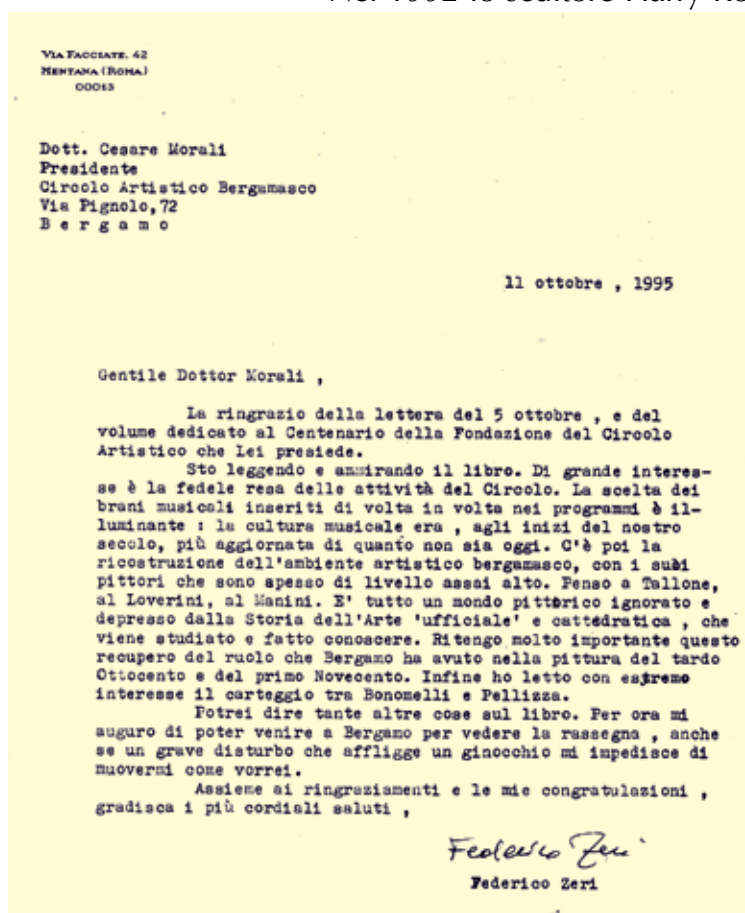 Nel 1992 lo scultore Harry
VIA FACCIATE, 42
MENTANA (ROMA)
00013
Dott. Cesare Morali
Presidente
Circolo Artistico Bergamasco
Via Pignolo,72
B e r g a m o
11 ottobre , 1995
Gentile Dottor Morali ,
La ringrazio della lettera del 5 ottobre , e del
volume dedicato al Centenario della Fondazione del Circolo
Artistico che Lei presiede.
Sto leggendo e ammirando il libro. Di grande interes-
se è la fedele resa delle attività del Circolo. La scelta dei
brani musicali inseriti di volta in volta nei programmi è il-
luminante : la cultura musicale era , agli inizi del nostro
secolo, più aggiornata di quanto non sia oggi. C'è poi la
ricostruzione dell'ambiente artistico bergamasco, con i suoi
pittori che sono spesso di livello assai alto. Penso a Tallone,
al Loverini, al Manini. E' tutto un mondo pittorico ignorato e
depresso dalla Storia dell'Arte 'ufficiale' e cattedratica , che
viene studiato e fatto conoscere. Ritengo molto importante questo
recupero del ruolo che Bergamo ha avuto nella pittura del tardo
Ottocento e del primo Novecento. Infine ho letto con estremo
interesse il carteggio tra Bonomelli e Pellizza.
Potrei dire tante altre cose sul libro. Per ora mi
auguro di poter venire a Bergamo per vedere la rassegna , anche
se un grave disturbo che affligge un ginocchio mi impedisce di
muovermi come vorrei.
Assieme ai ringraziamenti e le mie congratulazioni ,
gradisca i più cordiali saluti ,
Federico Zeri
Federico Zeri